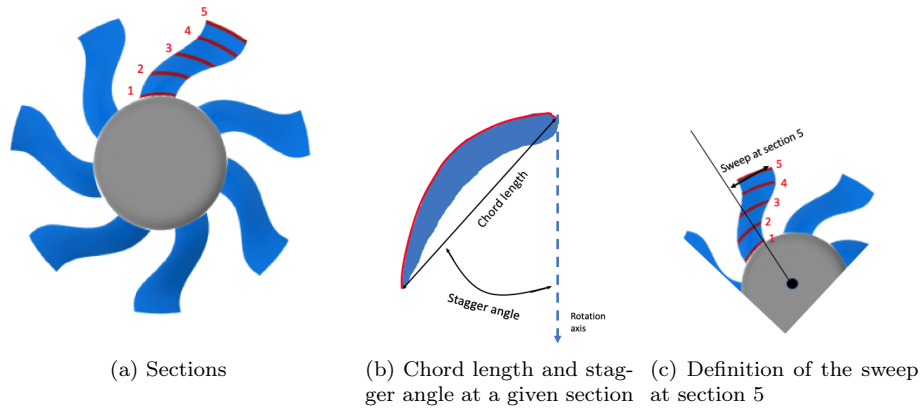 5
4
3
2
1
(a) Sections
Chord length
Stagger angle
Rotation
axis
(b) Chord length and stag-
ger angle at a given section
Sweep at section 5
5
4
3
2
1
(c) Definition of the sweep
at section 5